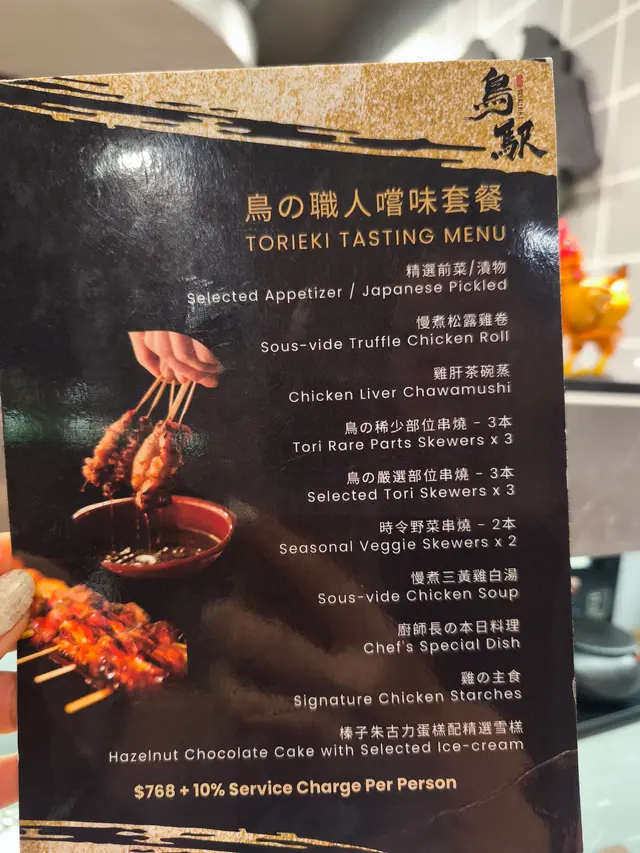 鳥駅
鳥の職人嚐味套餐
TORIEKI TASTING MENU
精選前菜/漬物
Selected Appetizer / Japanese Pickled
慢煮松露雞卷
Sous-vide Truffle Chicken Roll
雞肝茶碗蒸
Chicken Liver Chawamushi
鳥の稀少部位串燒 - 3本
Tori Rare Parts Skewers x 3
鳥の嚴選部位串燒 - 3本
Selected Tori Skewers x 3
時令野菜串燒 - 2本
Seasonal Veggie Skewers x 2
慢煮三黃雞白湯
Sous-vide Chicken Soup
廚師長の本日料理
Chef's Special Dish
雞の主食
Signature Chicken Starches
榛子朱古力蛋糕配精選雪糕
Hazelnut Chocolate Cake with Selected Ice-cream
$768 + 10% Service Charge Per Person